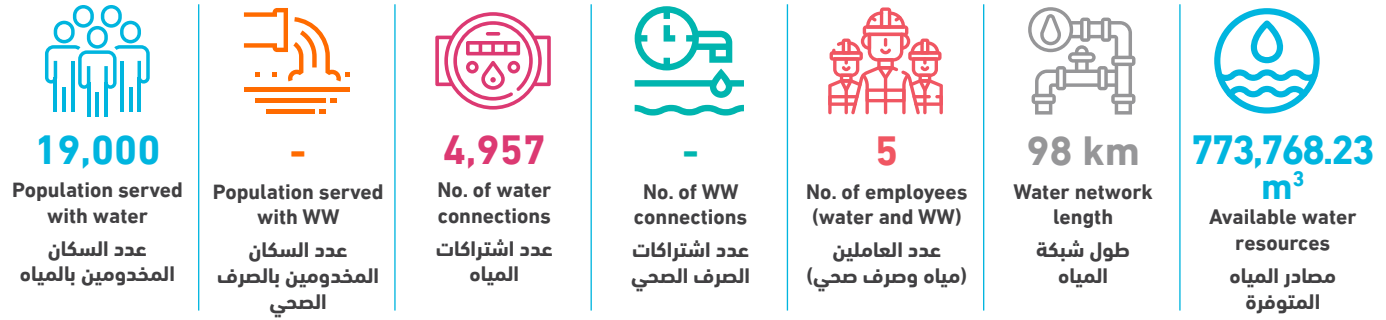 19,000
Population served
with water
عدد السكان
المخدومين بالمياه
-
Population served
with WW
عدد السكان
المخدومين بالصرف
الصحي
4,957
No. of water
connections
عدد اشتراكات
المياه
-
No. of WW
connections
عدد اشتراكات
الصرف الصحي
5
No. of employees
(water and WW)
عدد العاملين
(مياه وصرف صحي)
98 km
Water network
length
طول شبكة
المياه
773,768.23
m³
Available water
resources
مصادر المياه
المتوفرة